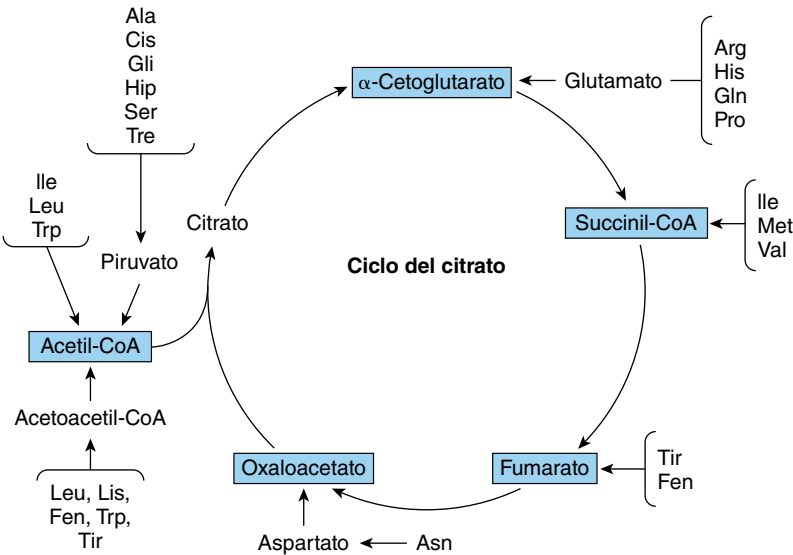 Ala
Cis
Gli
Hip
Ser
Tre
α-Cetoglutarato
Glutamato
Arg
His
Gln
Pro
Ile
Leu
Trp
Citrato
Succinil-CoA
Ile
Met
Val
Piruvato
Ciclo del citrato
Acetil-CoA
Acetoacetil-CoA
Leu, Lis,
Fen, Trp,
Tir
Oxaloacetato
Fumarato
Tir
Fen
Aspartato
Asn